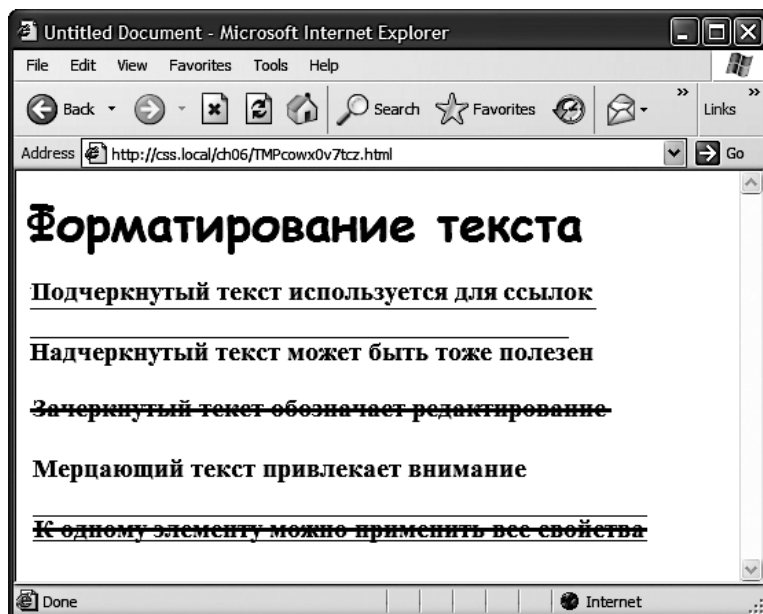 Untitled Document - Microsoft Internet Explorer
File Edit View Favorites Tools Help
Back Search Favorites » Links »
Address http://css.local/ch06/TMPcowx0v7tcz.html Go
Форматирование текста
Подчеркнутый текст используется для ссылок
Надчеркнутый текст может быть тоже полезен
Зачеркнутый текст обозначает редактирование
Мерцающий текст привлекает внимание
К одному элементу можно применить все свойства
Done Internet